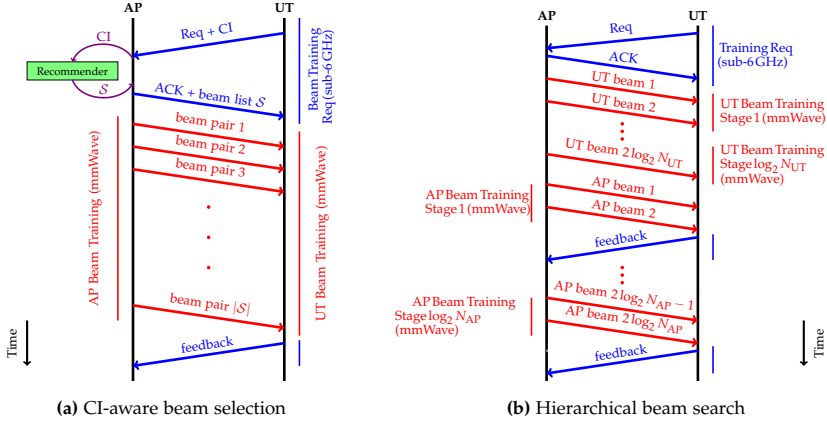 AP
UT
Req + CI
CI
Recommender
𝒮
ACK + beam list 𝒮
Beam Training
Req (sub-6 GHz)
beam pair 1
beam pair 2
beam pair 3
beam pair |𝒮|
AP Beam Training (mmWave)
UT Beam Training (mmWave)
feedback
Time
(a) CI-aware beam selection
AP
UT
Req
ACK
Training Req
(sub-6 GHz)
UT beam 1
UT beam 2
UT Beam Training
Stage 1 (mmWave)
UT beam 2 log₂ N_UT
UT Beam Training
Stage log₂ N_UT
(mmWave)
AP beam 1
AP beam 2
AP Beam Training
Stage 1 (mmWave)
feedback
AP beam 2 log₂ N_AP − 1
AP beam 2 log₂ N_AP
AP Beam Training
Stage log₂ N_AP
(mmWave)
feedback
Time
(b) Hierarchical beam search